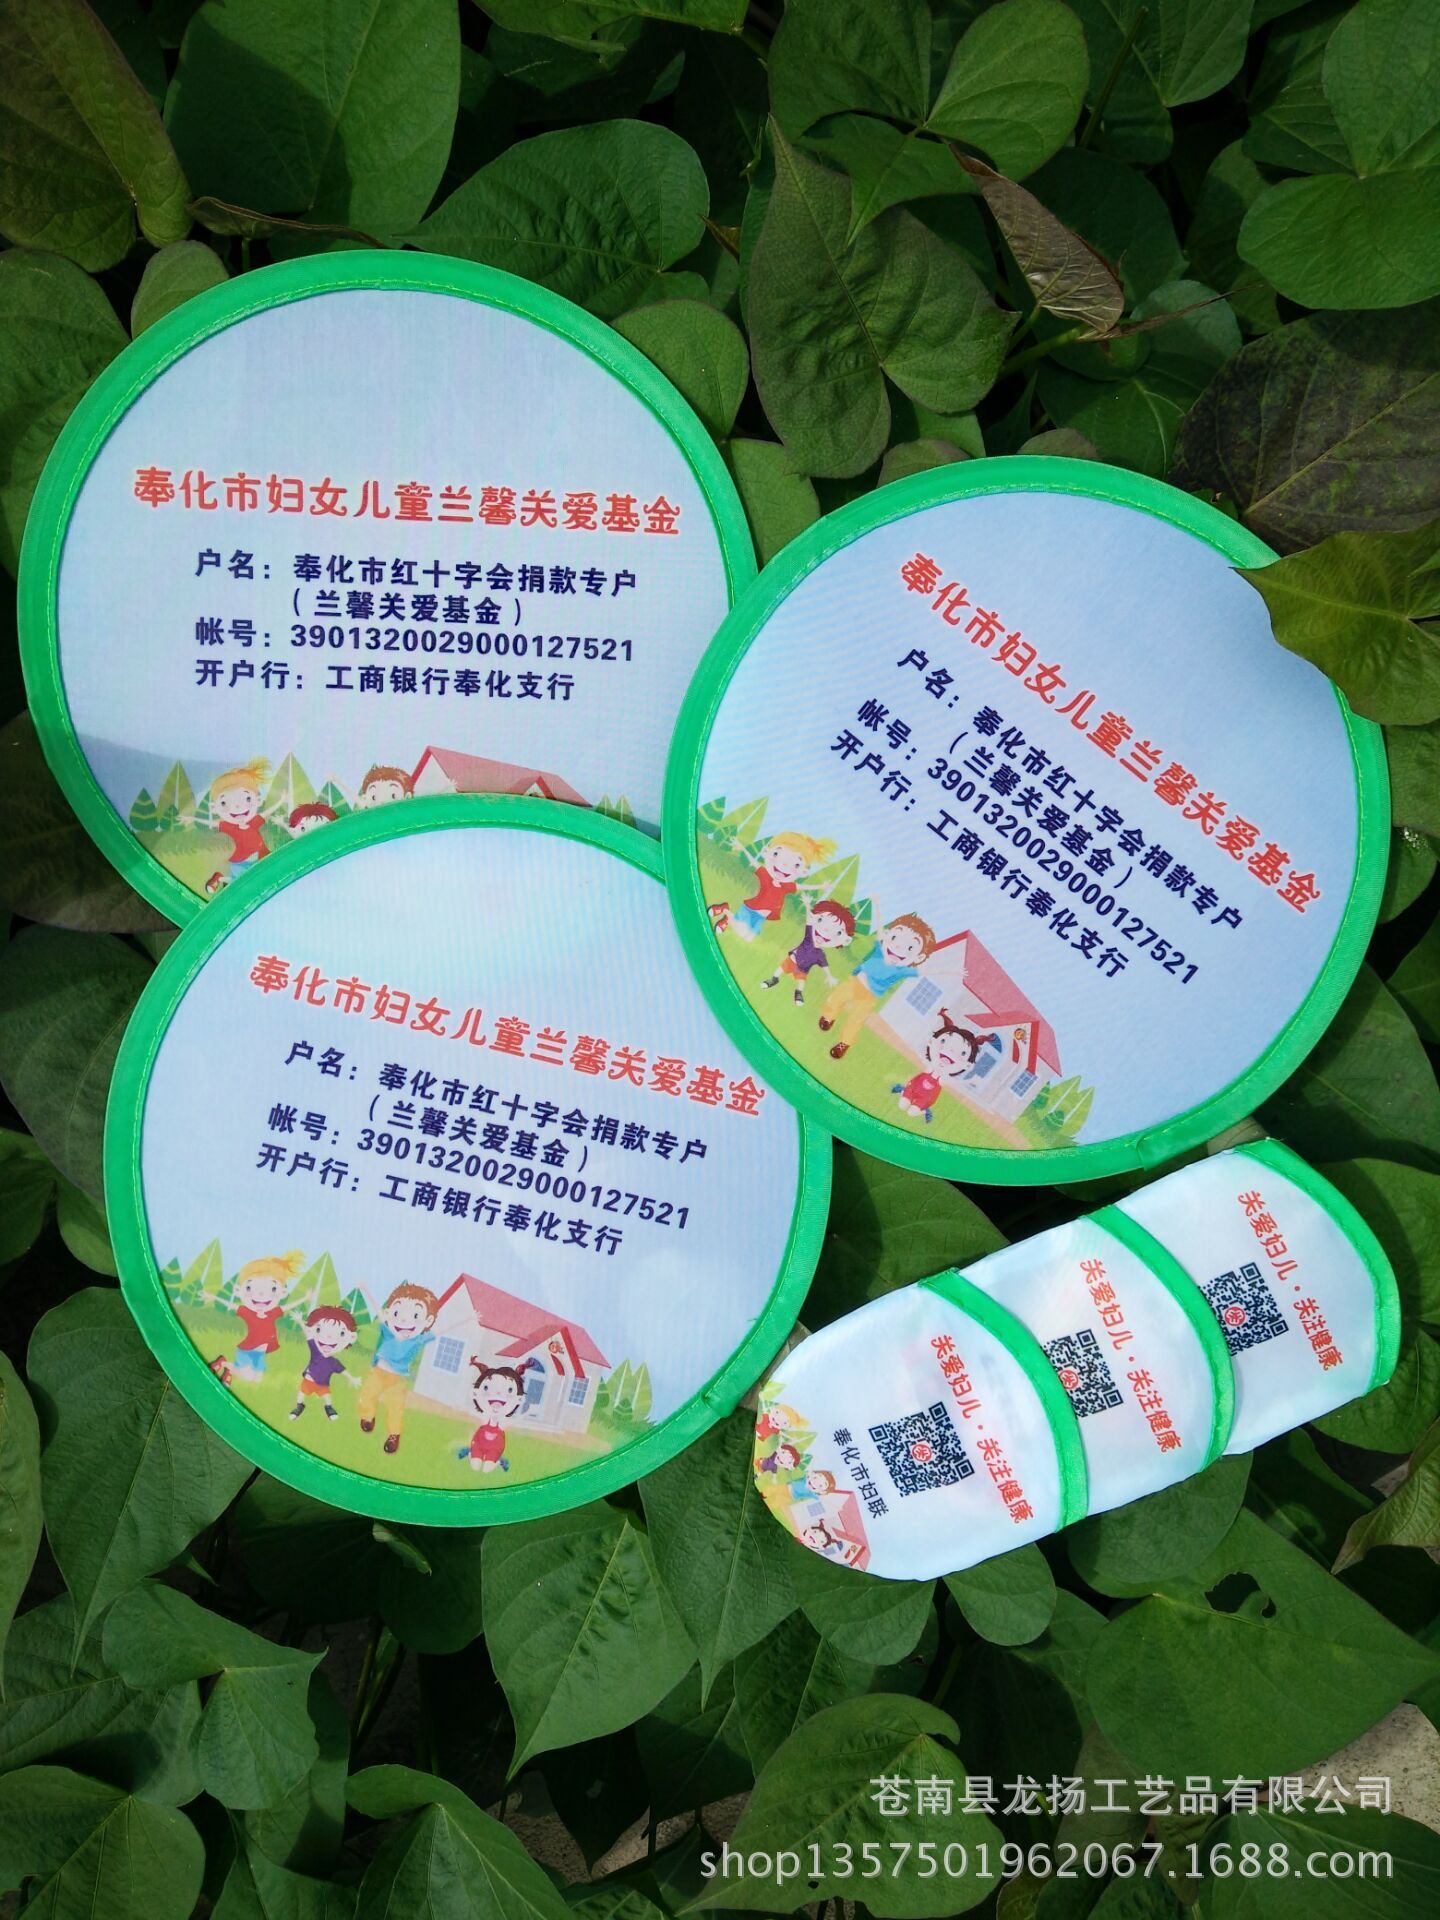 奉化市妇女儿童兰馨关爱基金
户名：奉化市红十字会捐款专户
（兰馨关爱基金）
帐号：3901320029000127521
开户行：工商银行奉化支行
奉化市妇女儿童兰馨关爱基金
户名：奉化市红十字会捐款专户
（兰馨关爱基金）
帐号：3901320029000127521
开户行：工商银行奉化支行
奉化市妇女儿童兰馨关爱基金
户名：奉化市红十字会捐款专户
（兰馨关爱基金）
帐号：3901320029000127521
开户行：工商银行奉化支行
关爱妇儿·关注健康
关爱妇儿·关注健康
关爱妇儿·关注健康
奉化市妇联
苍南县龙扬工艺品有限公司
shop1357501962067.1688.com